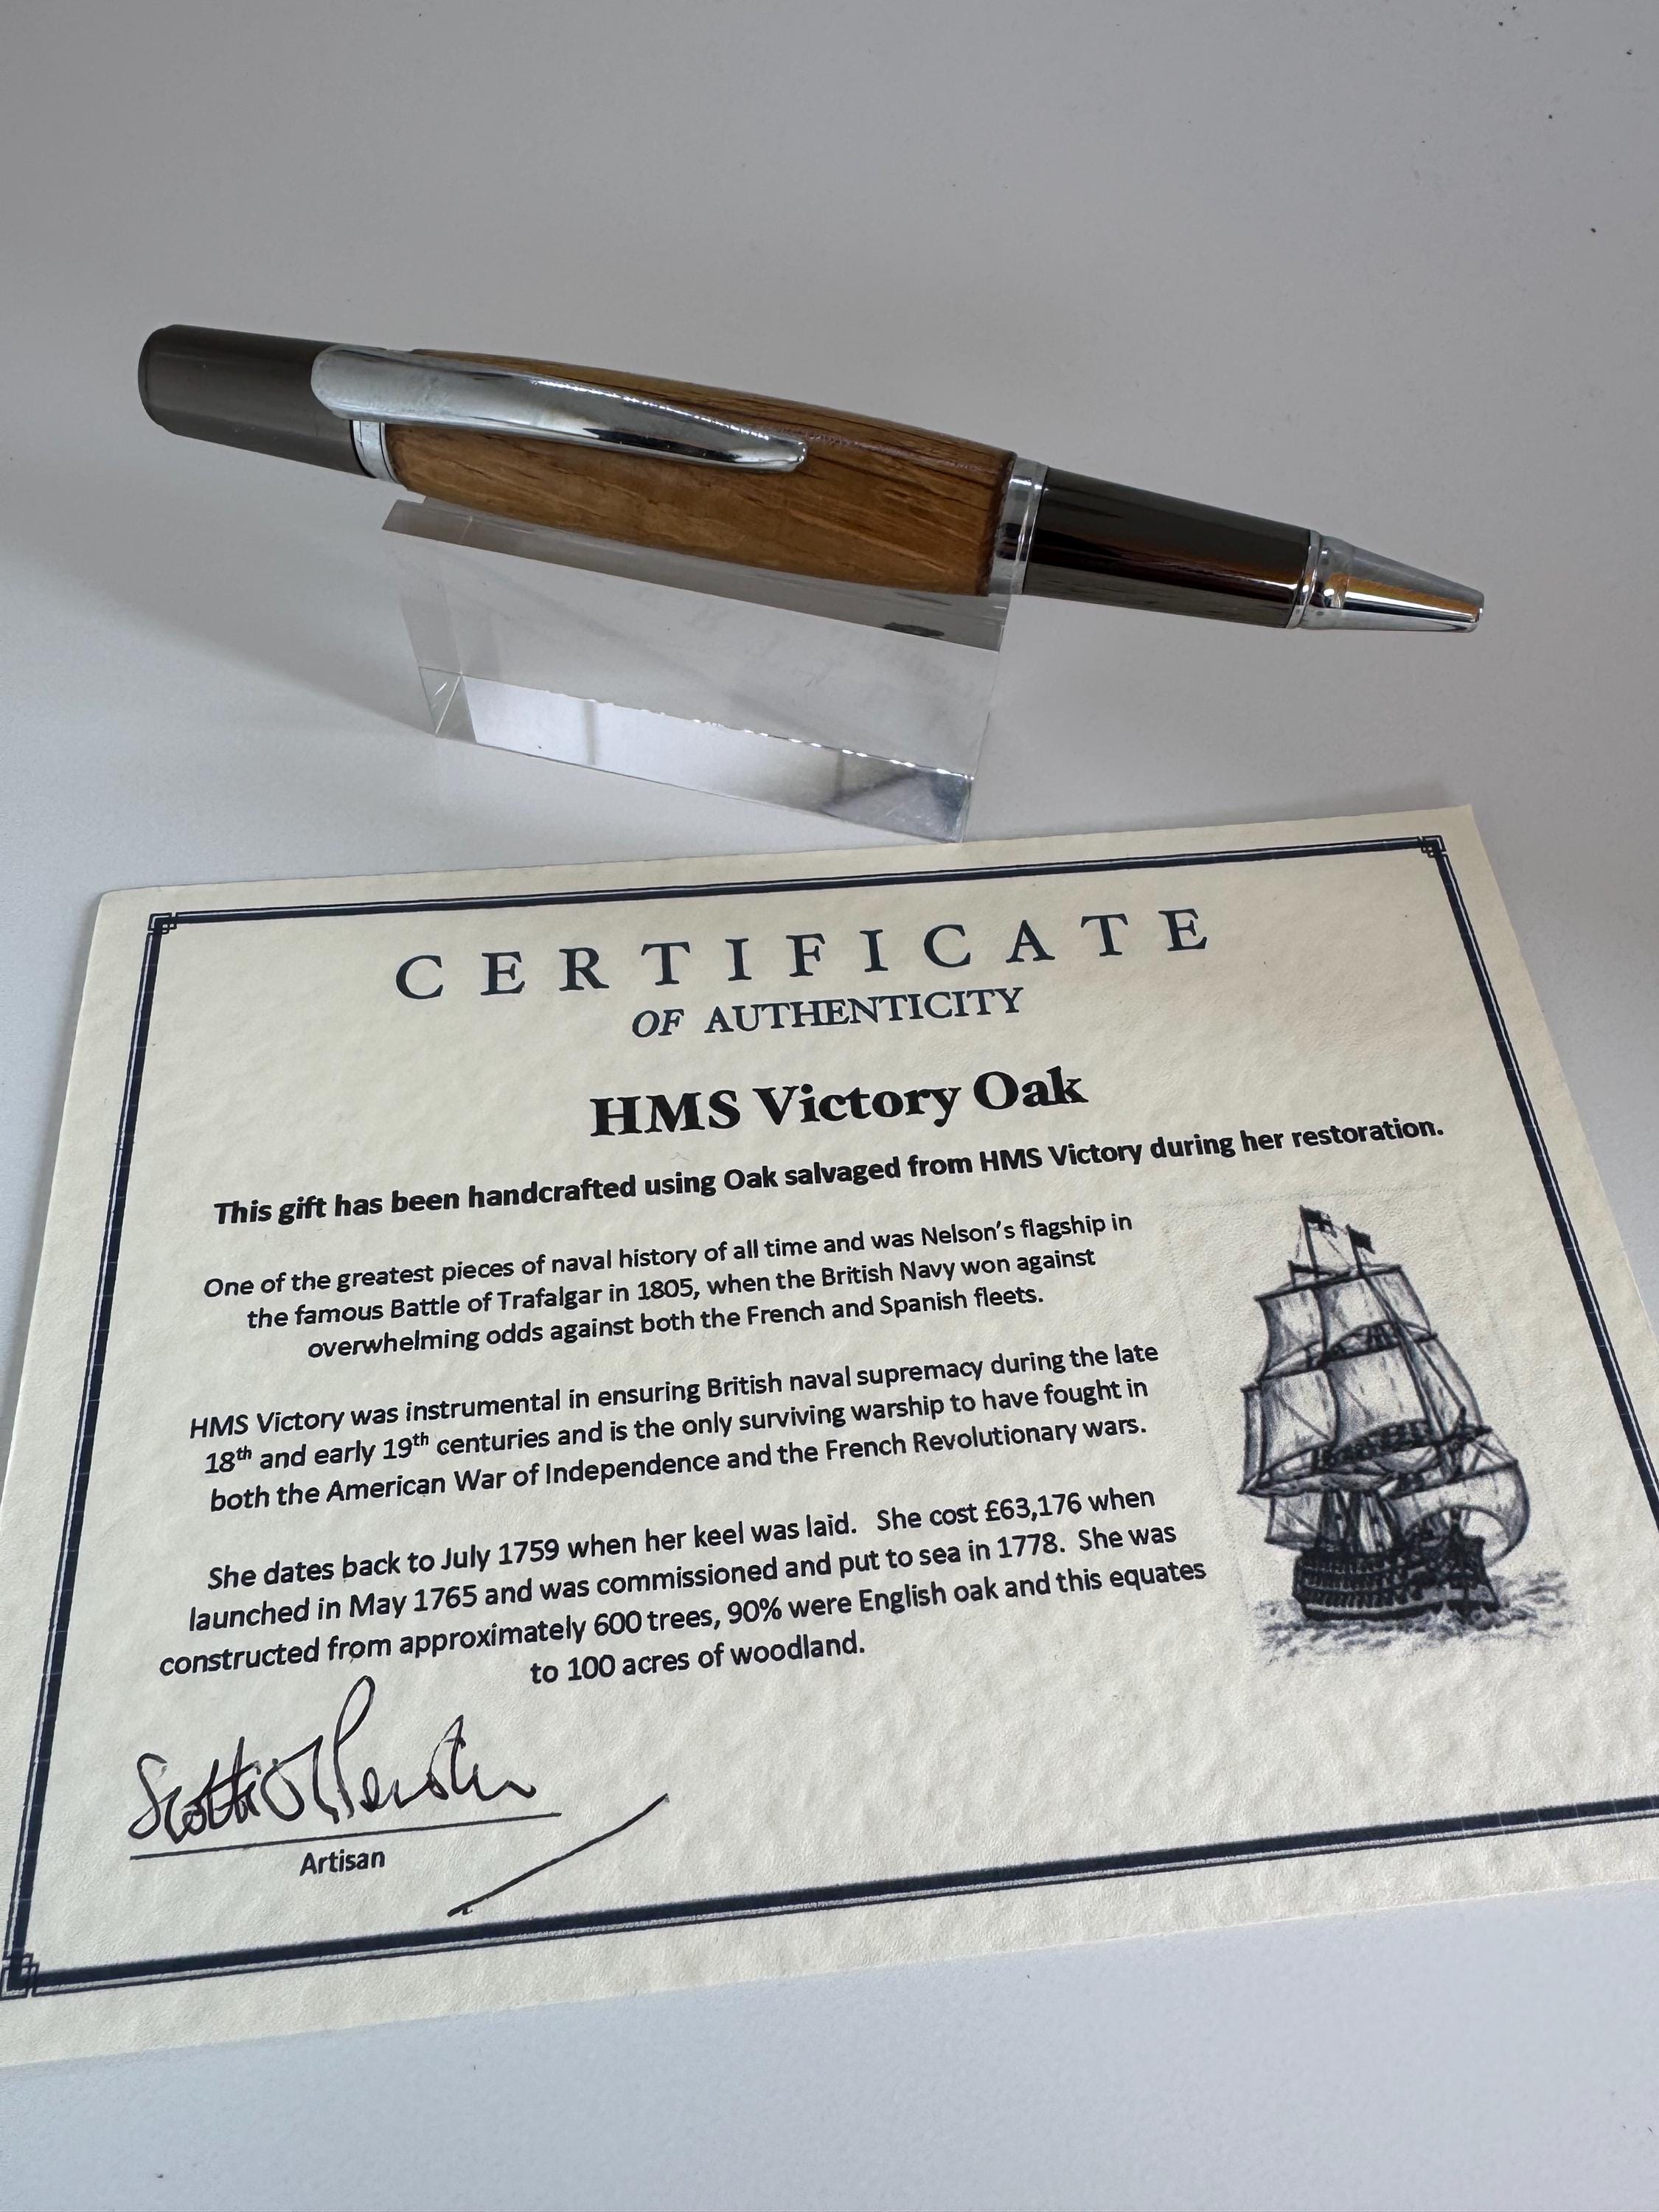 CERTIFICATE
OF AUTHENTICITY
HMS Victory Oak
This gift has been handcrafted using Oak salvaged from HMS Victory during her restoration.
One of the greatest pieces of naval history of all time and was Nelson's flagship in
the famous Battle of Trafalgar in 1805, when the British Navy won against
overwhelming odds against both the French and Spanish fleets.
HMS Victory was instrumental in ensuring British naval supremacy during the late
18th and early 19th centuries and is the only surviving warship to have fought in
both the American War of Independence and the French Revolutionary wars.
She dates back to July 1759 when her keel was laid. She cost £63,176 when
launched in May 1765 and was commissioned and put to sea in 1778. She was
constructed from approximately 600 trees, 90% were English oak and this equates
to 100 acres of woodland.
Artisan